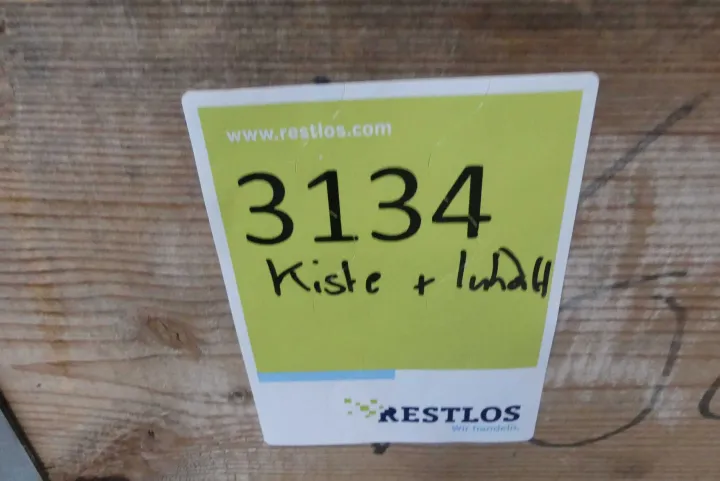 www.restlos.com
3134
Kiste + Inhalt
RESTLOS
Wir handeln.